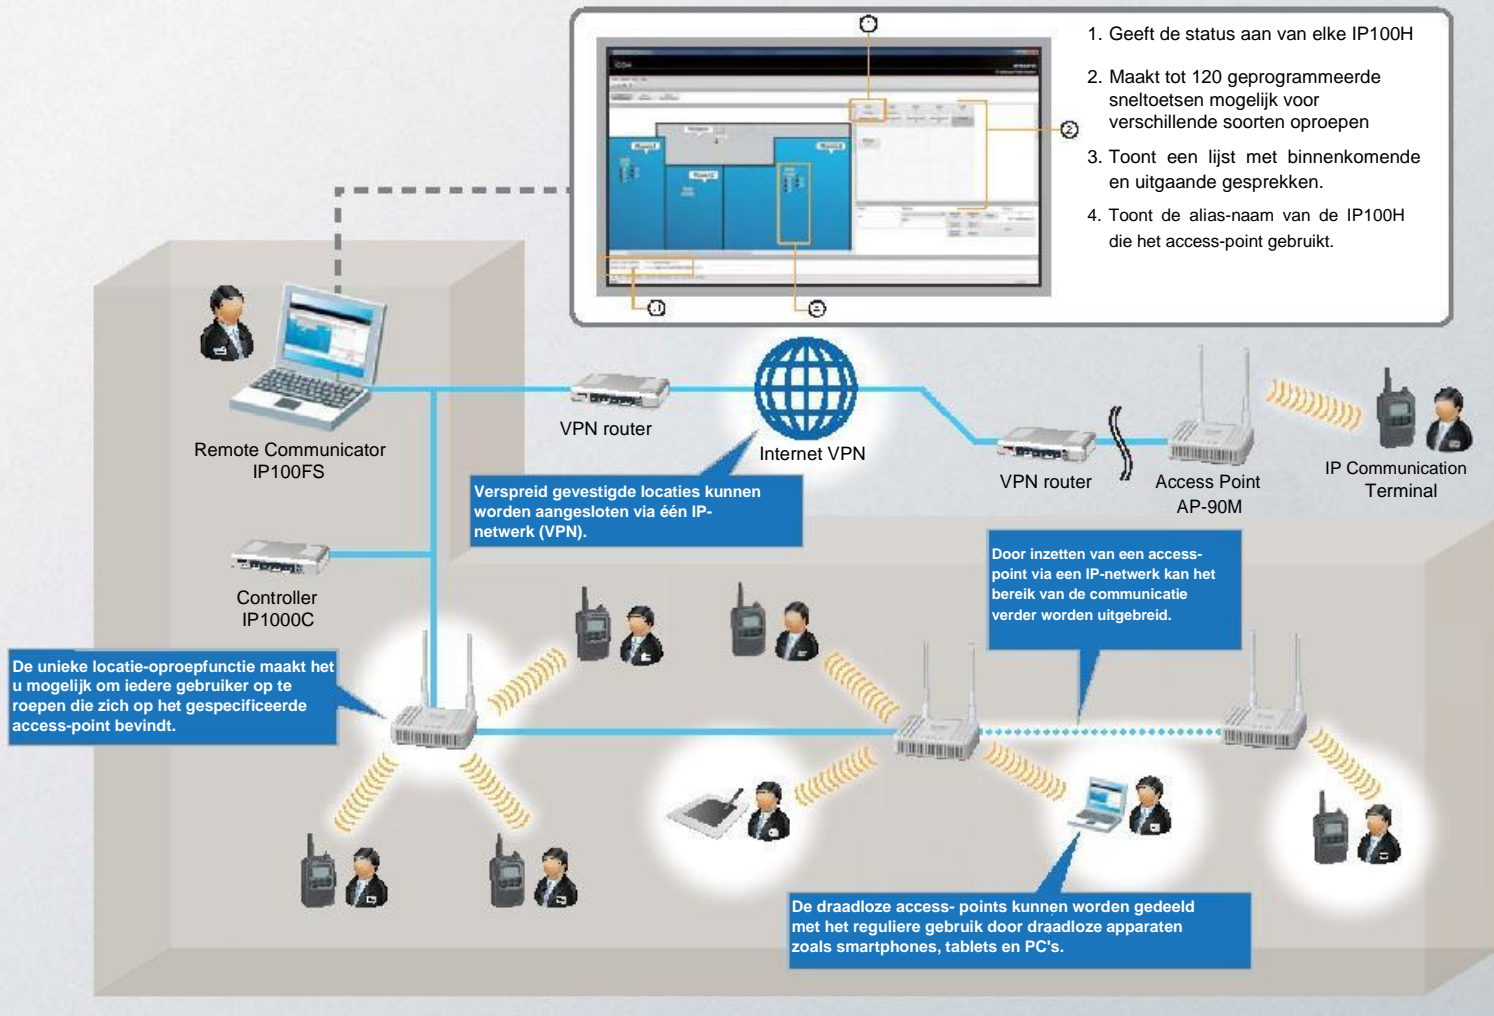 1. Geeft de status aan van elke IP100H
2. Maakt tot 120 geprogrammeerde
sneltoetsen mogelijk voor
verschillende soorten oproepen
3. Toont een lijst met binnenkomende
en uitgaande gesprekken.
4. Toont de alias-naam van de IP100H
die het access-point gebruikt.
Remote Communicator
IP100FS
VPN router
Internet VPN
VPN router
Access Point
AP-90M
IP Communication
Terminal
Verspreid gevestigde locaties kunnen
worden aangesloten via één IP-
netwerk (VPN).
Door inzetten van een access-
point via een IP-netwerk kan het
bereik van de communicatie
verder worden uitgebreid.
Controller
IP1000C
De unieke locatie-oproepfunctie maakt het
u mogelijk om iedere gebruiker op te
roepen die zich op het gespecificeerde
access-point bevindt.
De draadloze access- points kunnen worden gedeeld
met het reguliere gebruik door draadloze apparaten
zoals smartphones, tablets en PC's.